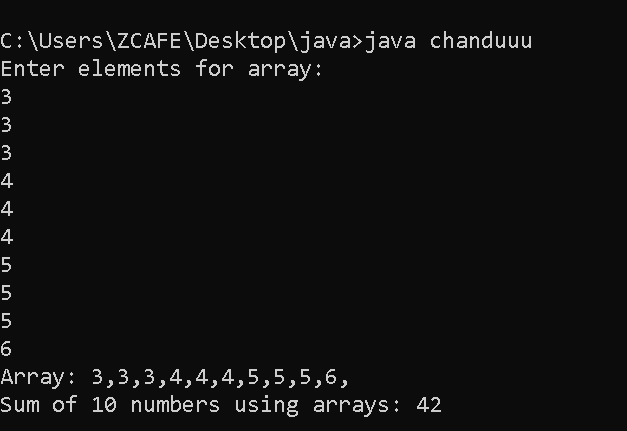 C:\Users\ZCAFE\Desktop\java>java chanduuu
Enter elements for array:
3
3
3
4
4
4
5
5
5
6
Array: 3,3,3,4,4,4,5,5,5,6,
Sum of 10 numbers using arrays: 42